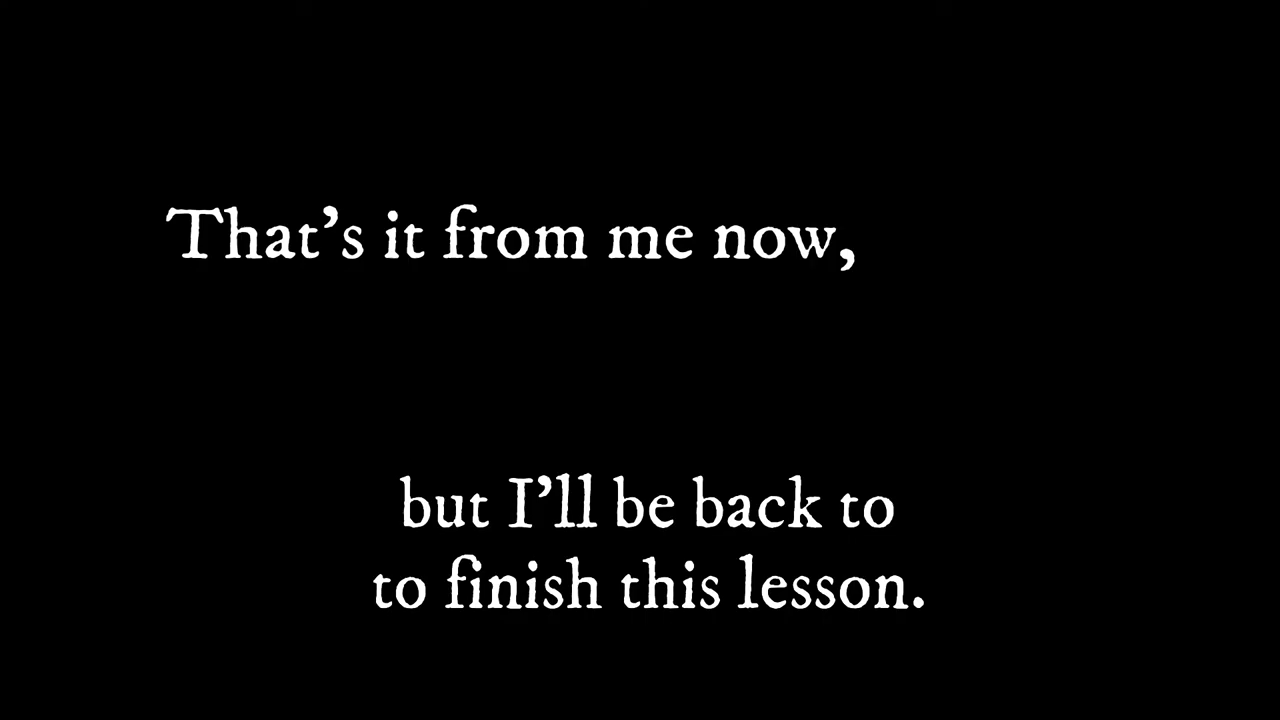 That’s it from me now,
but I’ll be back to
to finish this lesson.